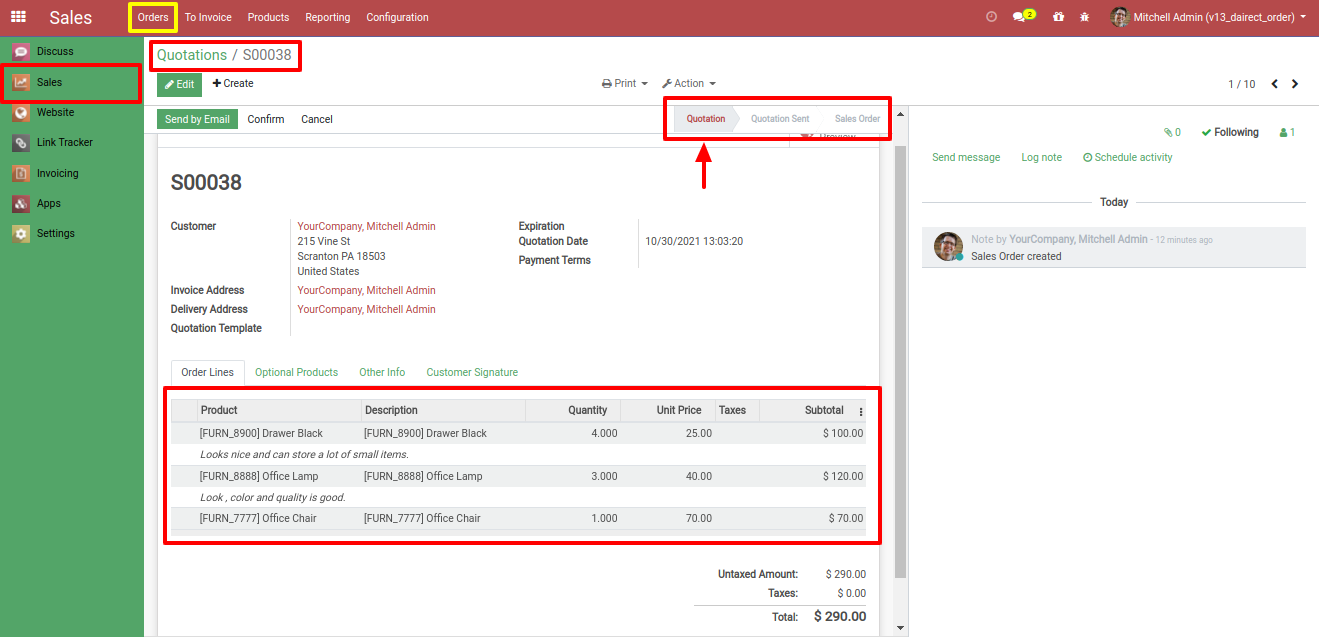 Sales Orders To Invoice Products Reporting Configuration 2 Mitchell Admin (v13_dairect_order)
Discuss
Sales
Website
Link Tracker
Invoicing
Apps
Settings
Quotations / S00038
Edit Create Print Action 1 / 10
Send by Email Confirm Cancel Quotation Quotation Sent Sales Order
Preview
0 Following 1
Send message Log note Schedule activity
Today
Note by YourCompany, Mitchell Admin - 12 minutes ago
Sales Order created
S00038
Customer YourCompany, Mitchell Admin
215 Vine St
Scranton PA 18503
United States
Invoice Address YourCompany, Mitchell Admin
Delivery Address YourCompany, Mitchell Admin
Quotation Template
Expiration
Quotation Date 10/30/2021 13:03:20
Payment Terms
Order Lines Optional Products Other Info Customer Signature
Product Description Quantity Unit Price Taxes Subtotal
[FURN_8900] Drawer Black [FURN_8900] Drawer Black 4.000 25.00 $ 100.00
Looks nice and can store a lot of small items.
[FURN_8888] Office Lamp [FURN_8888] Office Lamp 3.000 40.00 $ 120.00
Look , color and quality is good.
[FURN_7777] Office Chair [FURN_7777] Office Chair 1.000 70.00 $ 70.00
Untaxed Amount: $ 290.00
Taxes: $ 0.00
Total: $ 290.00